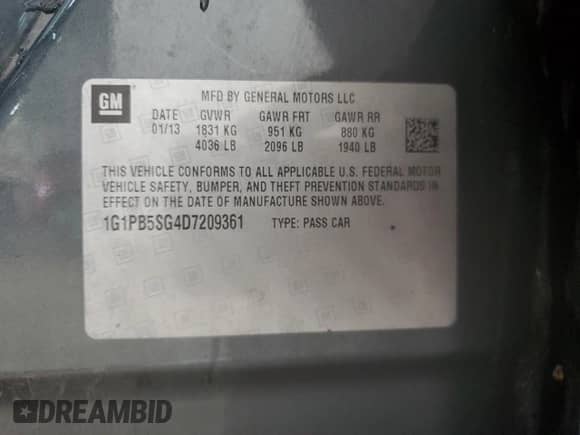 GM
MFD BY GENERAL MOTORS LLC
DATE GVWR GAWR FRT GAWR RR
01/13 1831 KG 951 KG 880 KG
4036 LB 2096 LB 1940 LB
THIS VEHICLE CONFORMS TO ALL APPLICABLE U.S. FEDERAL MOTOR
VEHICLE SAFETY, BUMPER, AND THEFT PREVENTION STANDARDS IN
EFFECT ON THE DATE OF MANUFACTURE SHOWN ABOVE.
1G1PB5SG4D7209361 TYPE: PASS CAR
DREAMBID